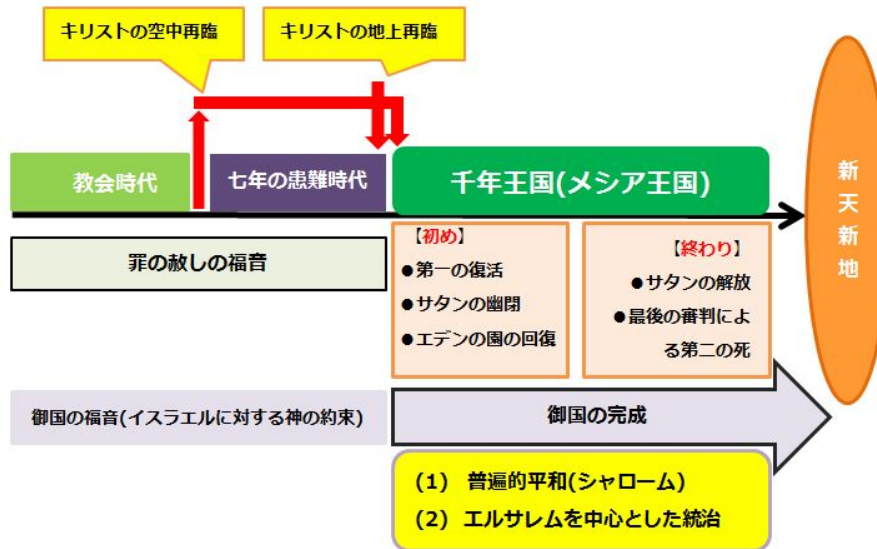 キリストの空中再臨
キリストの地上再臨
教会時代
七年の患難時代
千年王国(メシア王国)
新天新地
罪の赦しの福音
【初め】
●第一の復活
●サタンの幽閉
●エデンの園の回復
【終わり】
●サタンの解放
●最後の審判によ
る第二の死
御国の福音(イスラエルに対する神の約束)
御国の完成
(1) 普遍的平和(シャローム)
(2) エルサレムを中心とした統治